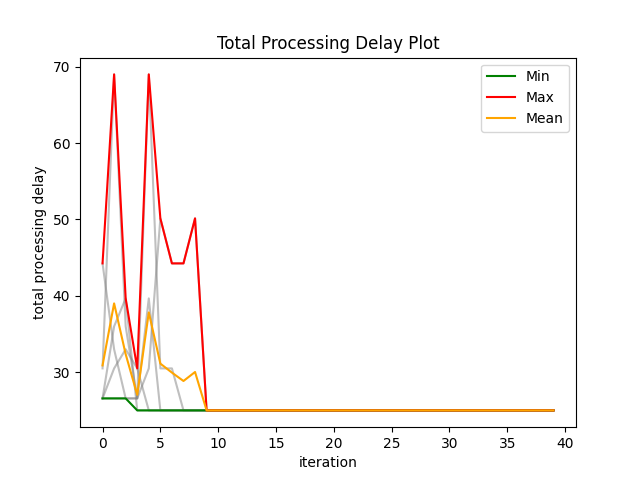 Total Processing Delay Plot
Min
Max
Mean
total processing delay
70
60
50
40
30
0 5 10 15 20 25 30 35 40
iteration